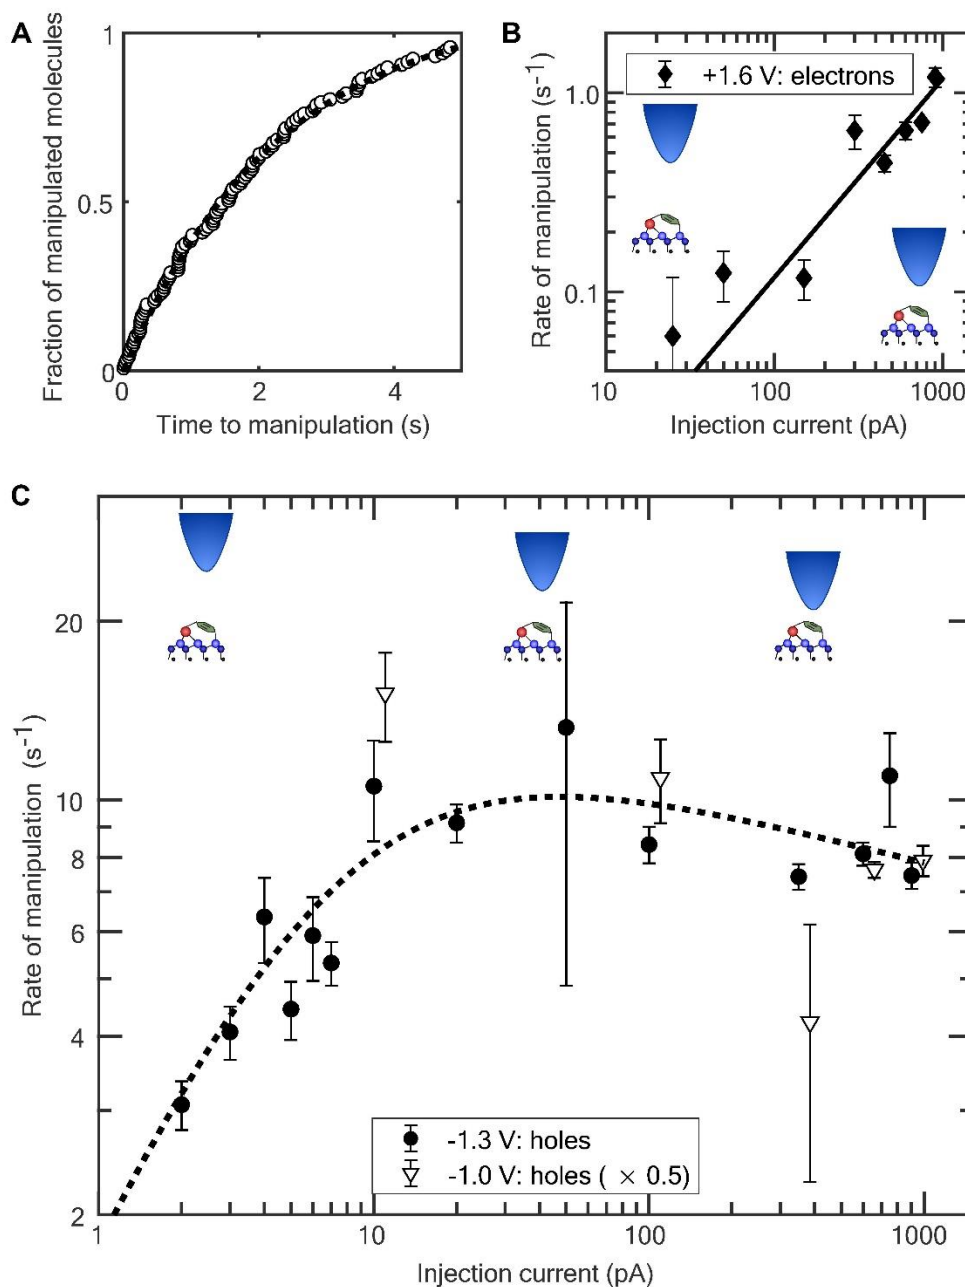 A
Fraction of manipulated molecules
1
0.5
0
0
2
4
Time to manipulation (s)
B
Rate of manipulation (s-1)
+1.6 V: electrons
1.0
0.1
10
100
1000
Injection current (pA)
C
Rate of manipulation (s-1)
20
10
8
6
4
2
-1.3 V: holes
-1.0 V: holes ( × 0.5)
1
10
100
1000
Injection current (pA)